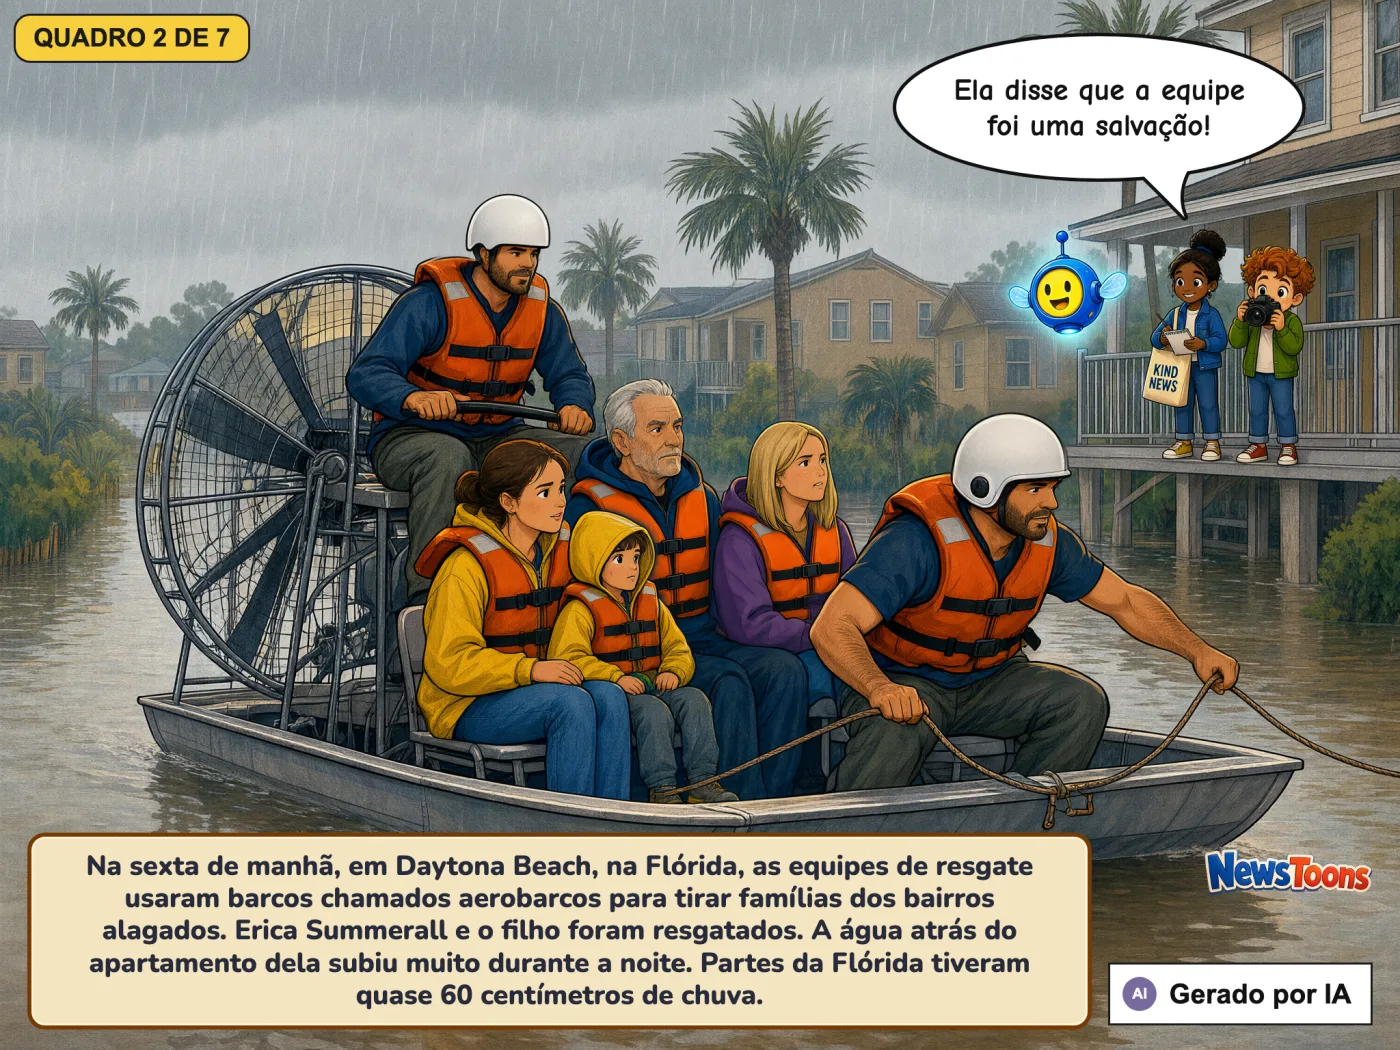 QUADRO 2 DE 7
Ela disse que a equipe
foi uma salvação!
KIND
NEWS
Na sexta de manhã, em Daytona Beach, na Flórida, as equipes de resgate
usaram barcos chamados aerobarcos para tirar famílias dos bairros
alagados. Erica Summerall e o filho foram resgatados. A água atrás do
apartamento dela subiu muito durante a noite. Partes da Flórida tiveram
quase 60 centímetros de chuva.
NewsToons
AI Gerado por IA